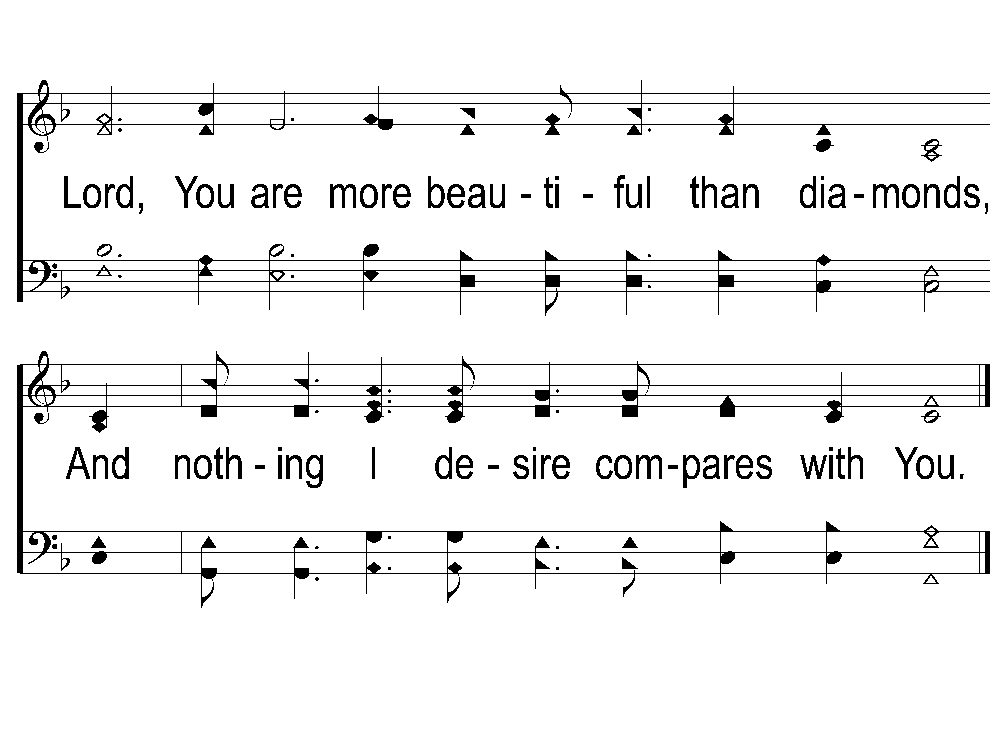 Lord, You are more beau - ti - ful than dia - monds,
And noth - ing I de - sire com - pares with You.